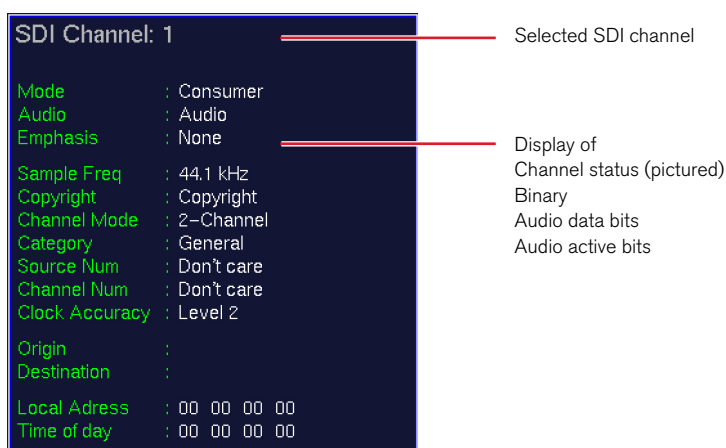 SDI Channel: 1
Mode : Consumer
Audio : Audio
Emphasis : None
Sample Freq : 44.1 kHz
Copyright : Copyright
Channel Mode : 2-Channel
Category : General
Source Num : Don't care
Channel Num : Don't care
Clock Accuracy : Level 2
Origin :
Destination :
Local Adress : 00 00 00 00
Time of day : 00 00 00 00
Selected SDI channel
Display of
Channel status (pictured)
Binary
Audio data bits
Audio active bits